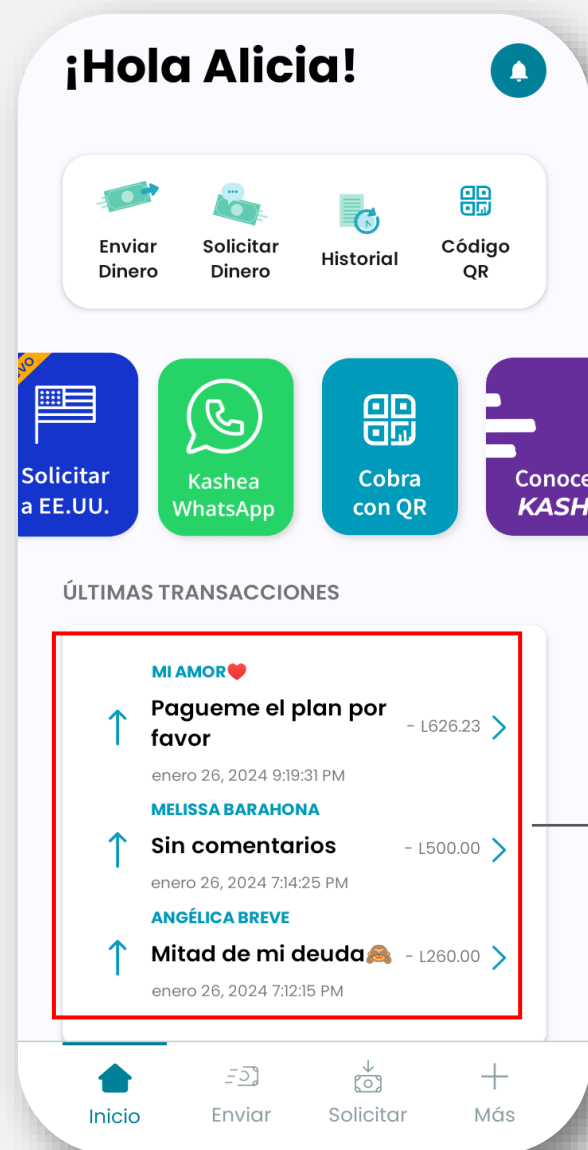 ¡Hola Alicia!
Enviar
Dinero
Solicitar
Dinero
Historial
Código
QR
Solicitar
a EE.UU.
Kashea
WhatsApp
Cobra
con QR
Conoce
KASH
ÚLTIMAS TRANSACCIONES
MI AMOR❤️
Pagueme el plan por
favor
- L626.23
enero 26, 2024 9:19:31 PM
MELISSA BARAHONA
Sin comentarios
- L500.00
enero 26, 2024 7:14:25 PM
ANGÉLICA BREVE
Mitad de mi deuda🙈
- L260.00
enero 26, 2024 7:12:15 PM
Inicio
Enviar
Solicitar
Más